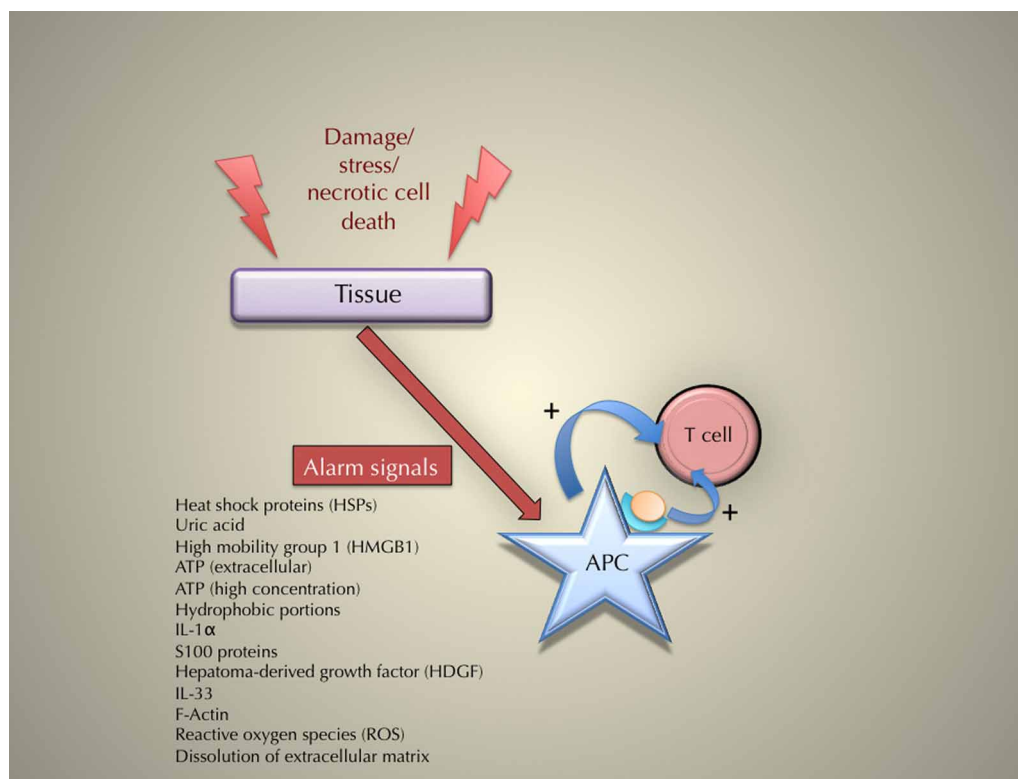 Damage/
stress/
necrotic cell
death
Tissue
+
T cell
Alarm signals
+
APC
Heat shock proteins (HSPs)
Uric acid
High mobility group 1 (HMGB1)
ATP (extracellular)
ATP (high concentration)
Hydrophobic portions
IL-1α
S100 proteins
Hepatoma-derived growth factor (HDGF)
IL-33
F-Actin
Reactive oxygen species (ROS)
Dissolution of extracellular matrix